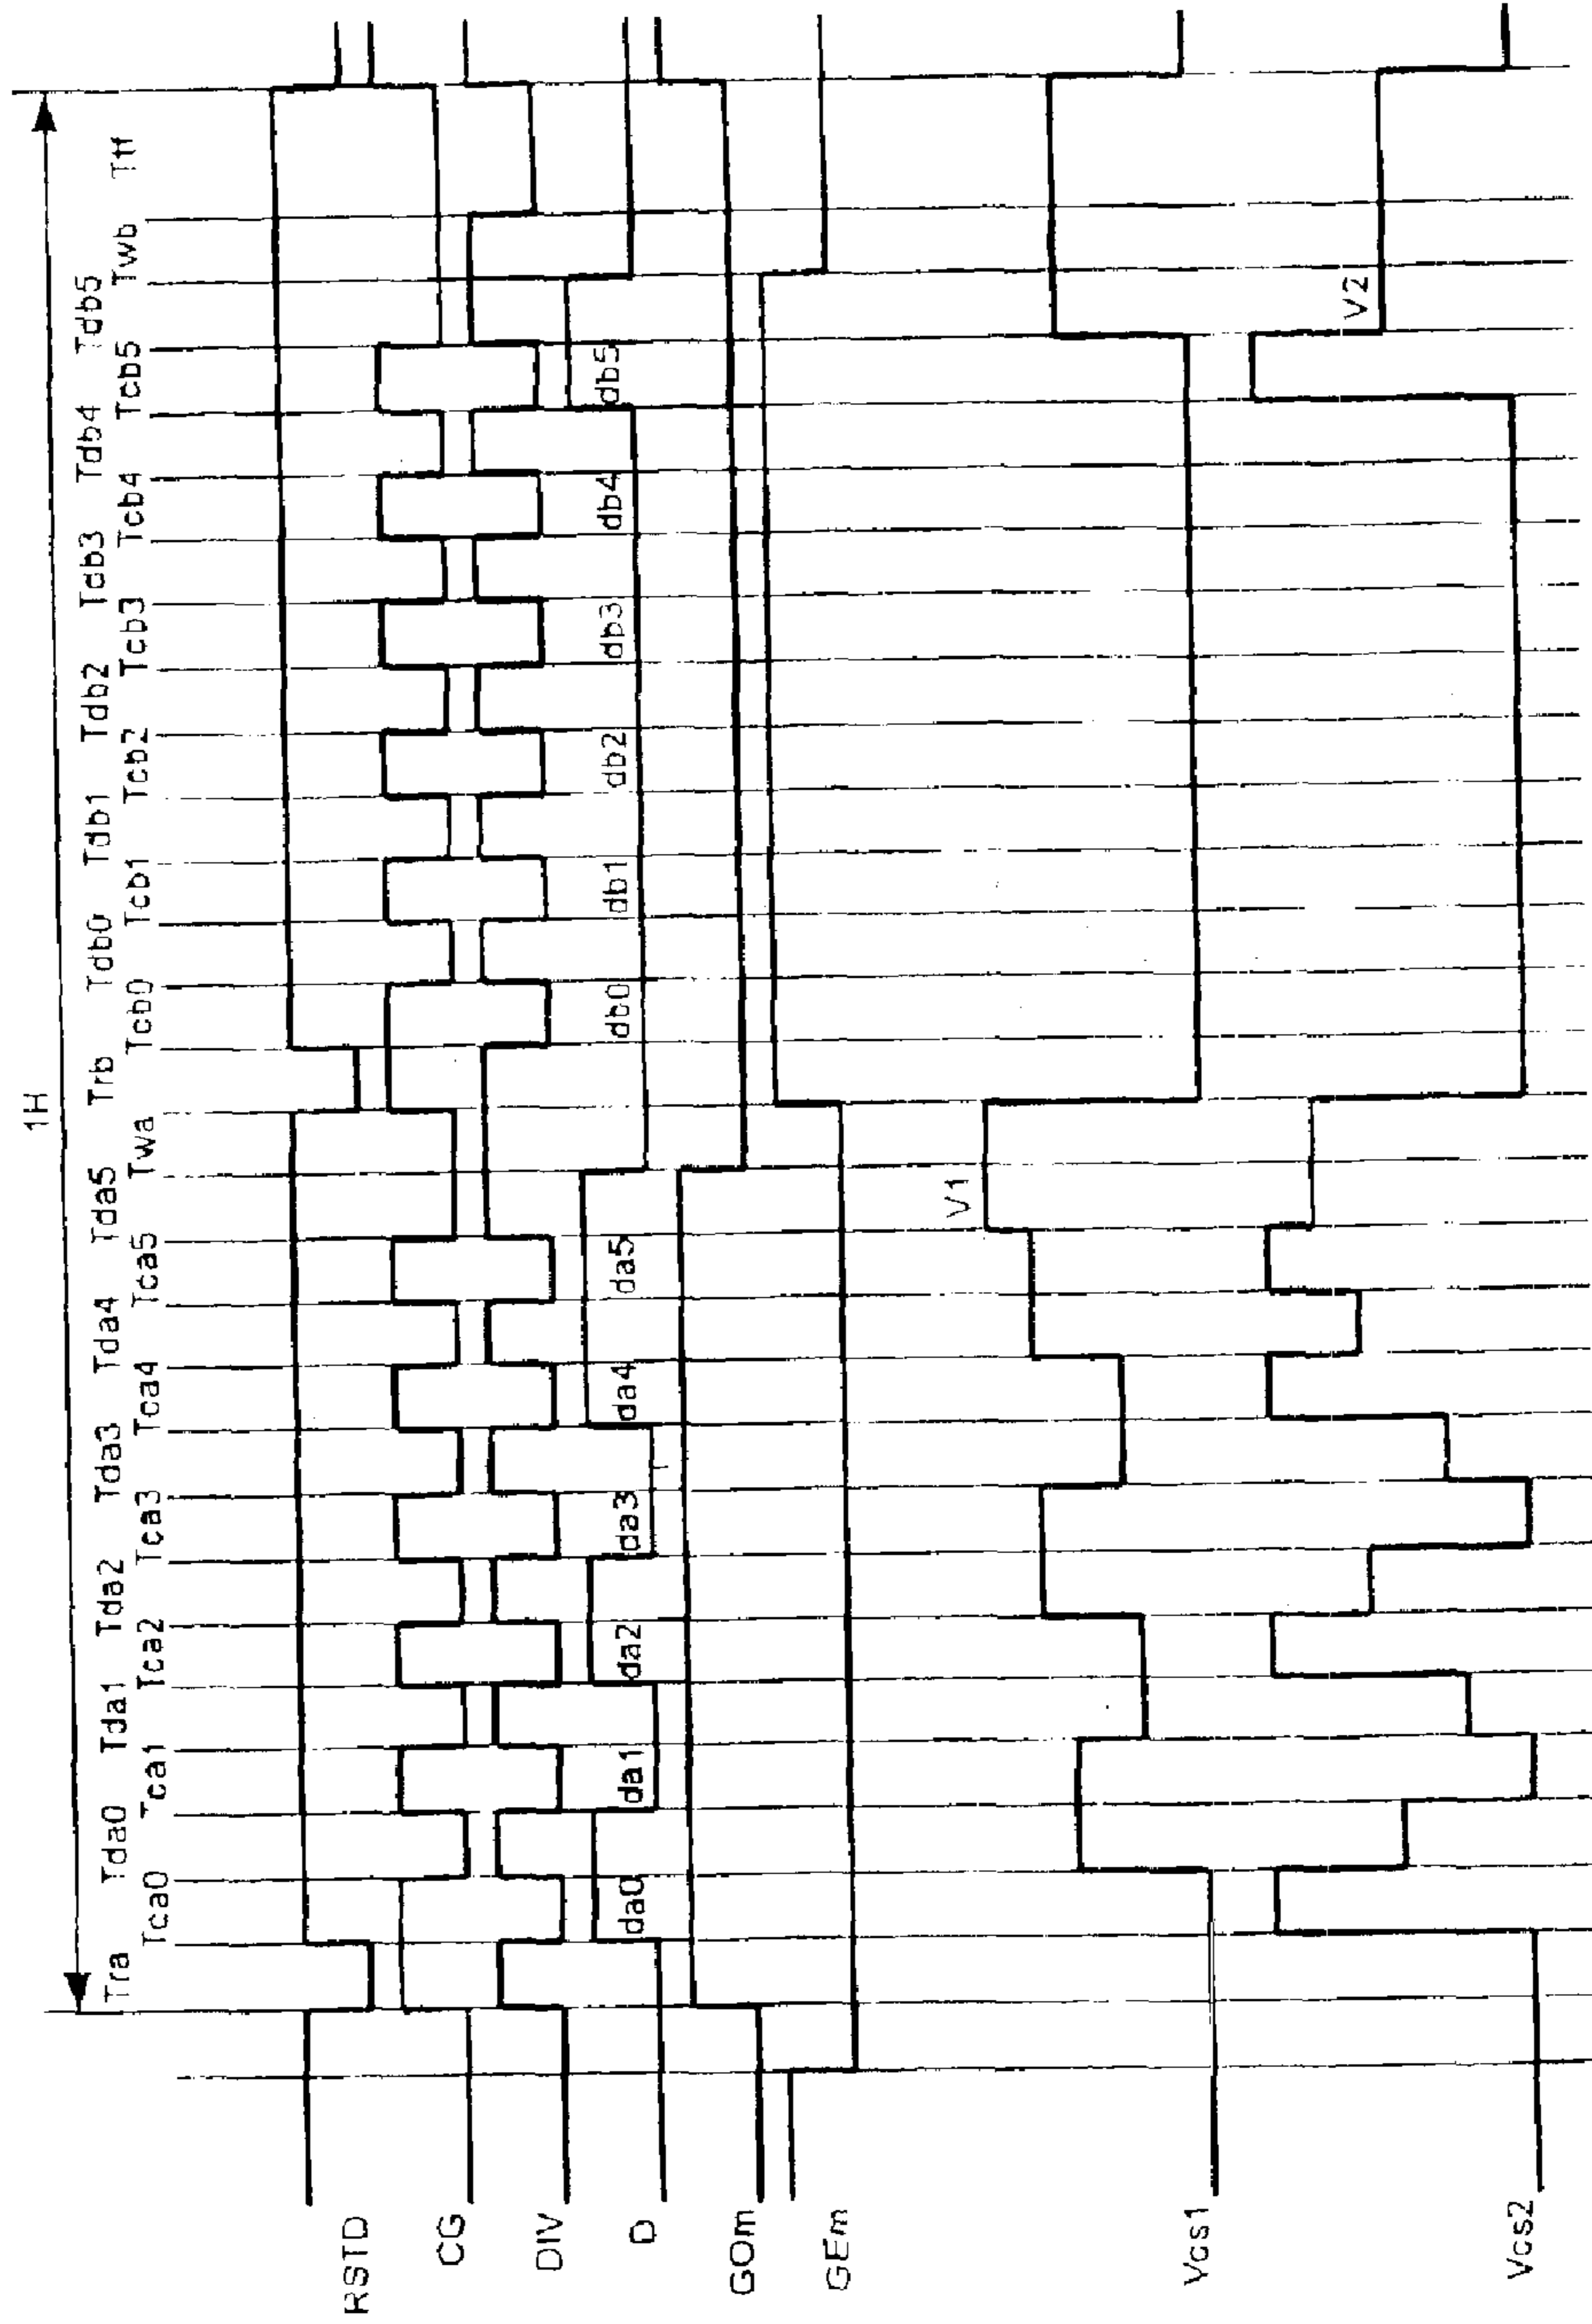 1H
Tra Tda0 Tda1 Tda2 Tda3 Tda4 Tda5 Trb Tdb0 Tdb1 Tdb2 Tdb3 Tdb4 Tdb5 Tff
Tca0 Tca1 Tca2 Tca3 Tca4 Tca5 Twa Tcb0 Tcb1 Tcb2 Tcb3 Tcb4 Tcb5 Twb
RSTD
CG
DIV
D
da0 da1 da2 da3 da4 da5 db0 db1 db2 db3 db4 db5
GOm
GEm
V1
Vcs1
V2
Vcs2